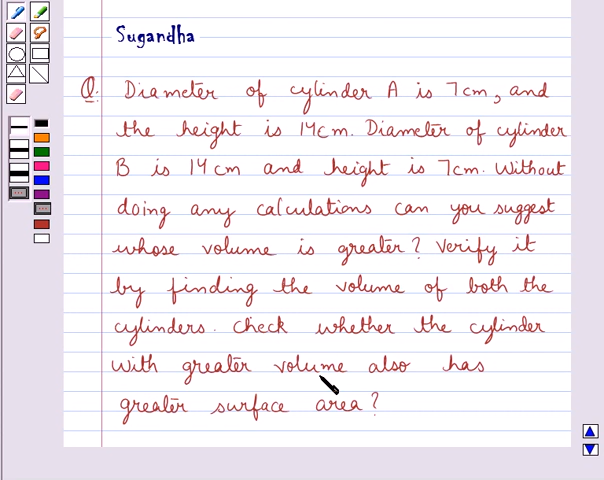 Sugandha
Q. Diameter of cylinder A is 7cm, and
the height is 14cm. Diameter of cylinder
B is 14 cm and height is 7cm. Without
doing any calculations can you suggest
whose volume is greater? Verify it
by finding the volume of both the
cylinders. Check whether the cylinder
with greater volume also has
greater surface area?